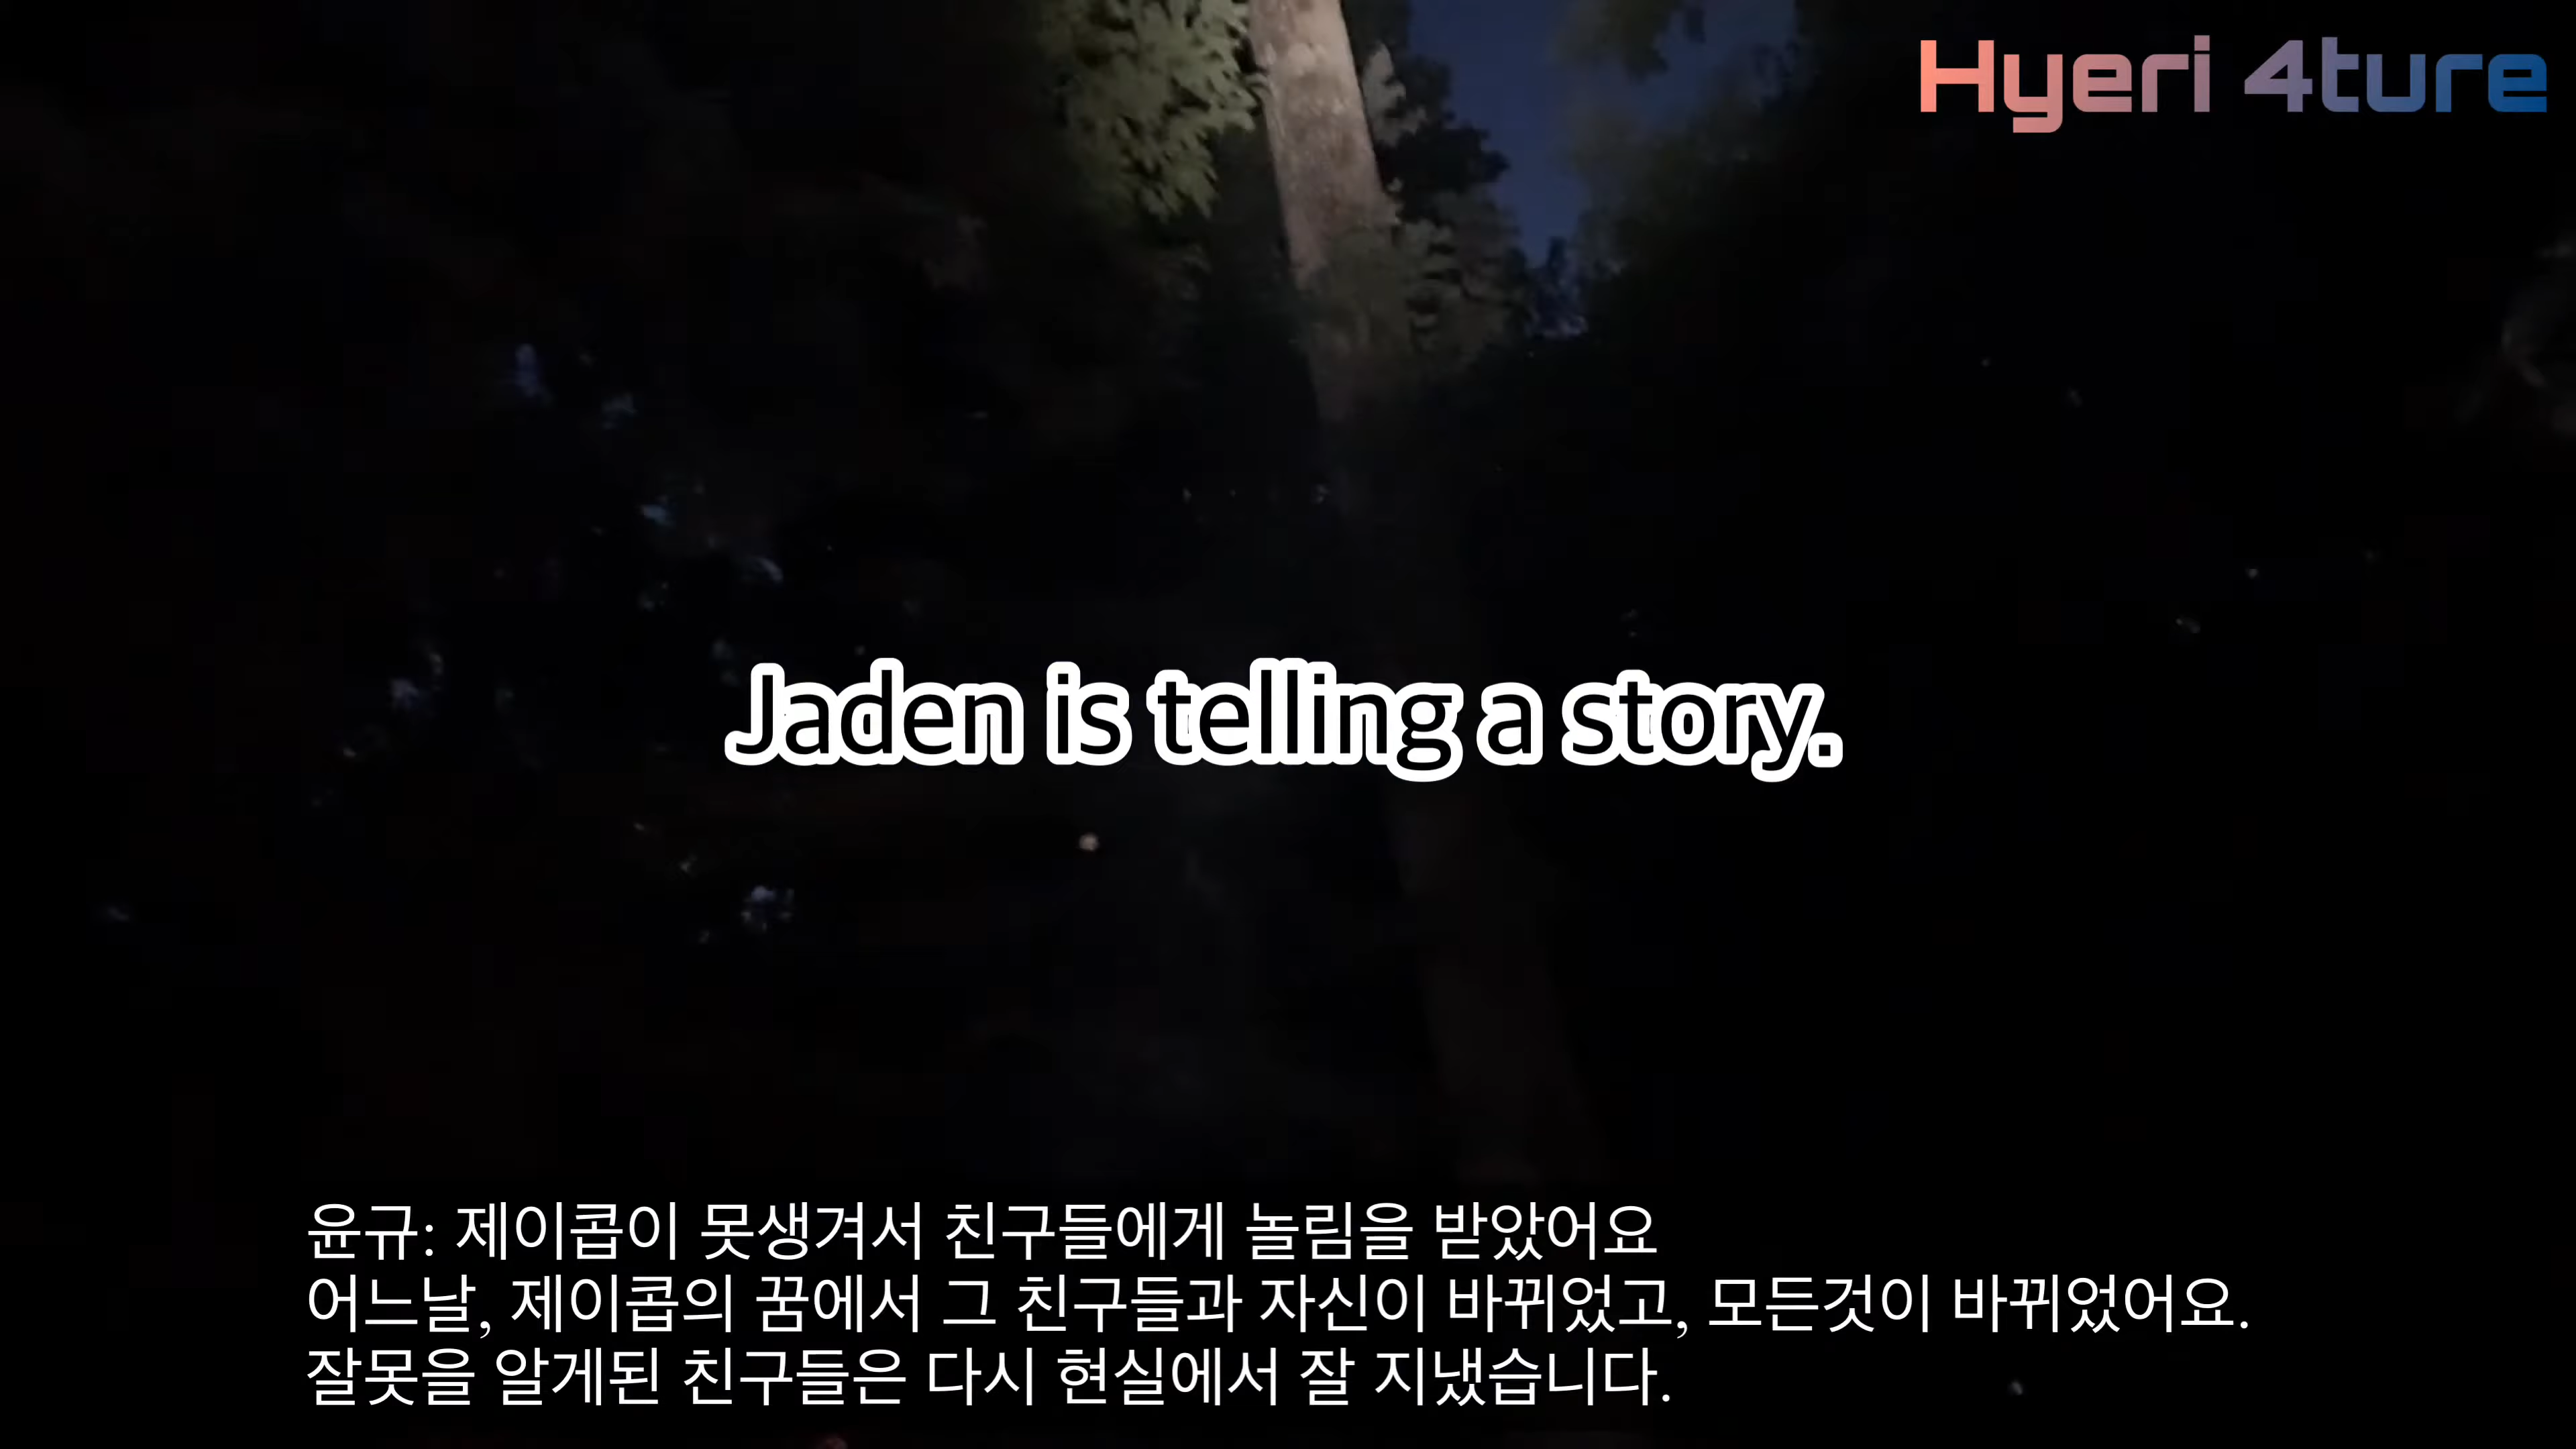 Hyeri 4ture
Jaden is telling a story.
윤규: 제이콥이 못생겨서 친구들에게 놀림을 받았어요
어느날, 제이콥의 꿈에서 그 친구들과 자신이 바뀌었고, 모든것이 바뀌었어요.
잘못을 알게된 친구들은 다시 현실에서 잘 지냈습니다.